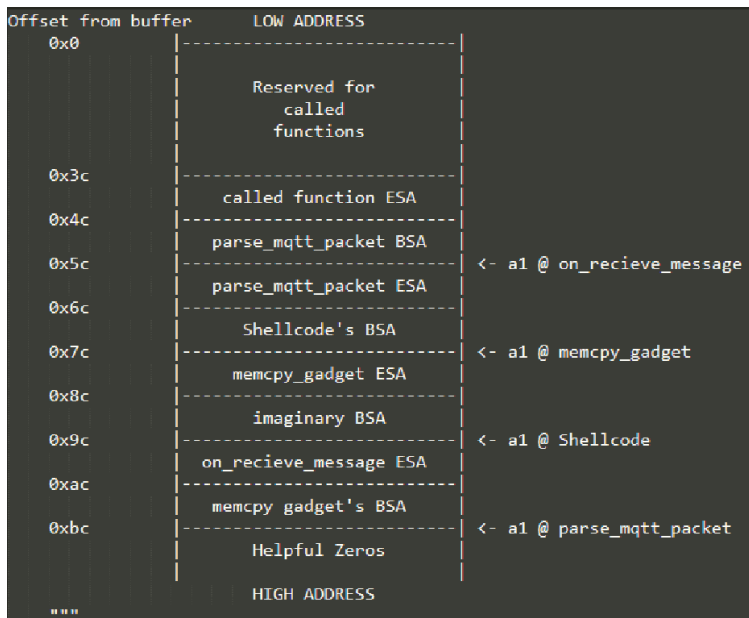 Offset from buffer LOW ADDRESS
0x0 |---------------------------|
Reserved for
called
functions
0x3c |---------------------------|
called function ESA
0x4c |---------------------------|
parse_mqtt_packet BSA
0x5c |---------------------------| <- a1 @ on_recieve_message
parse_mqtt_packet ESA
0x6c |---------------------------|
Shellcode's BSA
0x7c |---------------------------| <- a1 @ memcpy_gadget
memcpy_gadget ESA
0x8c |---------------------------|
imaginary BSA
0x9c |---------------------------| <- a1 @ Shellcode
on_recieve_message ESA
0xac |---------------------------|
memcpy gadget's BSA
0xbc |---------------------------| <- a1 @ parse_mqtt_packet
Helpful Zeros
HIGH ADDRESS
"""